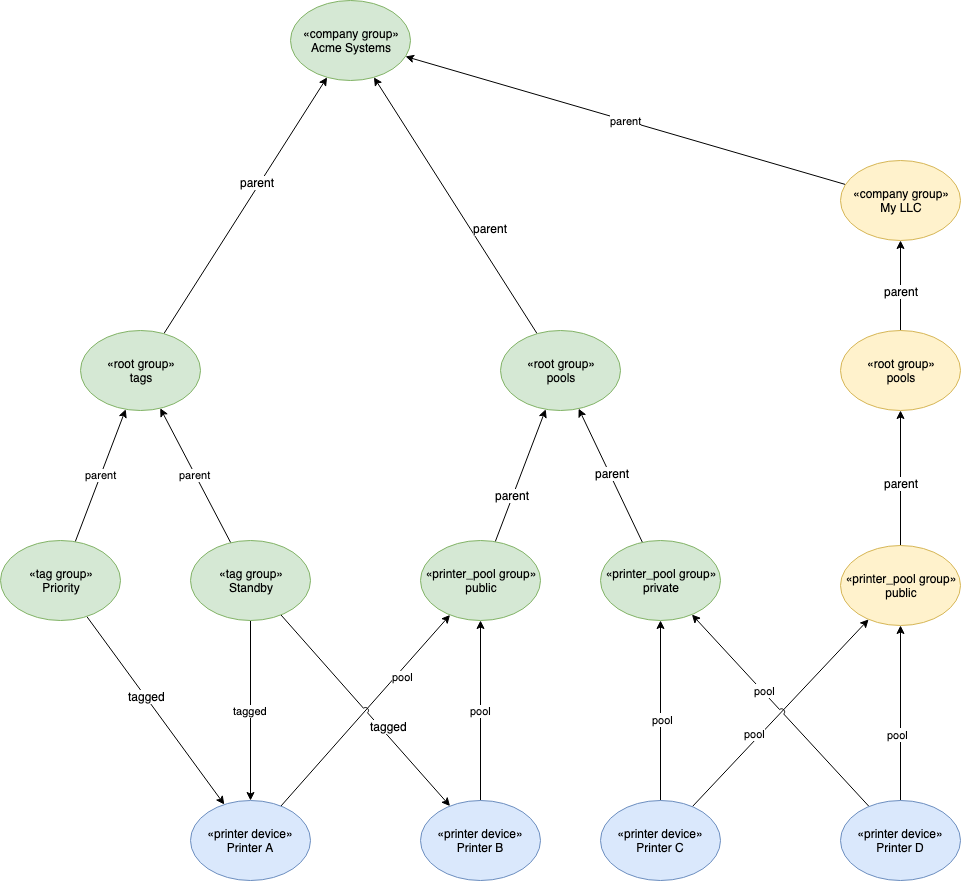 «company group»
Acme Systems
parent
«company group»
My LLC
parent
parent
parent
«root group»
tags
«root group»
pools
«root group»
pools
parent
parent
parent
parent
parent
«tag group»
Priority
«tag group»
Standby
«printer_pool group»
public
«printer_pool group»
private
«printer_pool group»
public
tagged
tagged
pool
tagged
pool
pool
pool
pool
pool
«printer device»
Printer A
«printer device»
Printer B
«printer device»
Printer C
«printer device»
Printer D